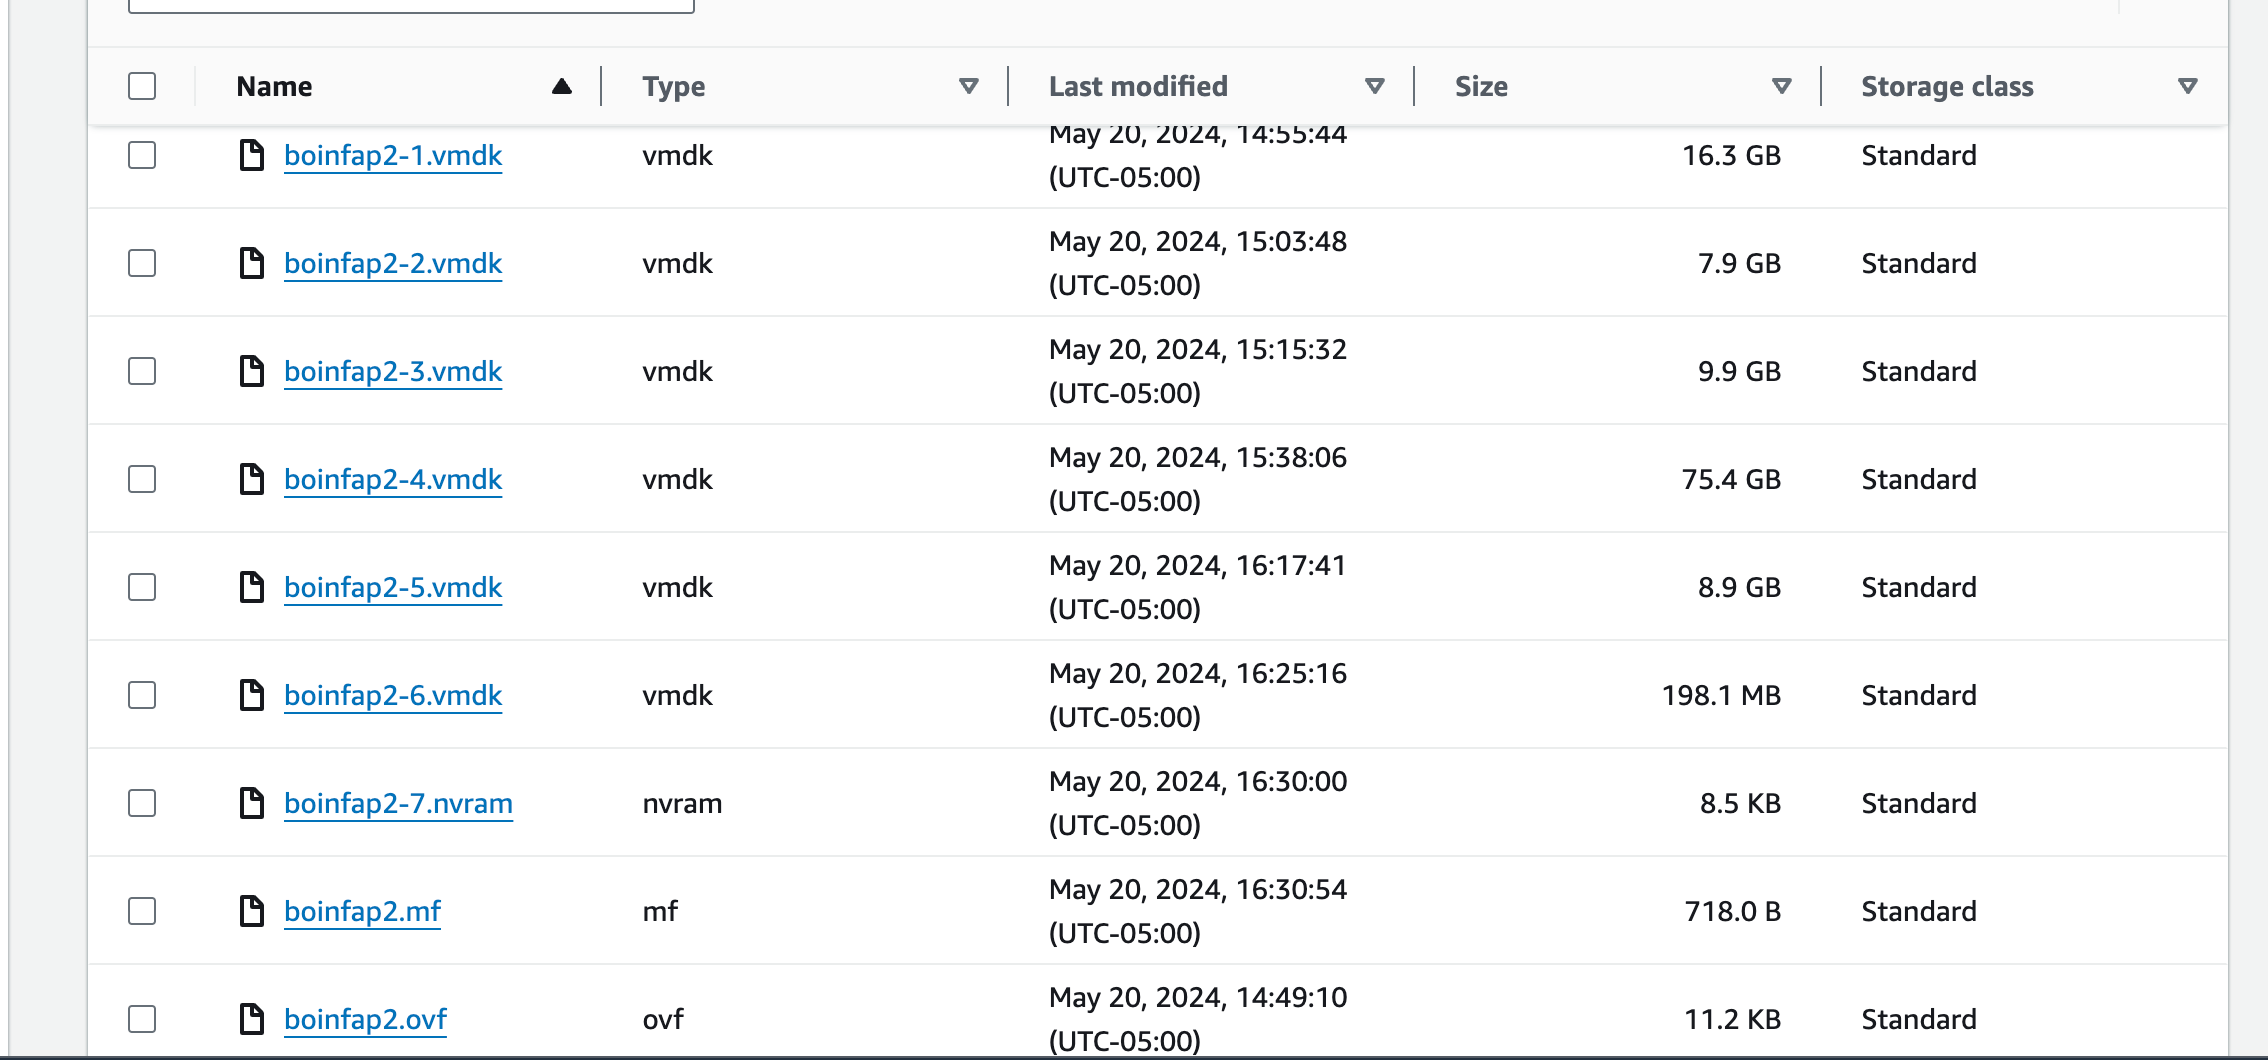 Name Type Last modified Size Storage class
May 20, 2024, 14:55:44
boinfap2-1.vmdk vmdk 16.3 GB Standard
(UTC-05:00)
May 20, 2024, 15:03:48
boinfap2-2.vmdk vmdk 7.9 GB Standard
(UTC-05:00)
May 20, 2024, 15:15:32
boinfap2-3.vmdk vmdk 9.9 GB Standard
(UTC-05:00)
May 20, 2024, 15:38:06
boinfap2-4.vmdk vmdk 75.4 GB Standard
(UTC-05:00)
May 20, 2024, 16:17:41
boinfap2-5.vmdk vmdk 8.9 GB Standard
(UTC-05:00)
May 20, 2024, 16:25:16
boinfap2-6.vmdk vmdk 198.1 MB Standard
(UTC-05:00)
May 20, 2024, 16:30:00
boinfap2-7.nvram nvram 8.5 KB Standard
(UTC-05:00)
May 20, 2024, 16:30:54
boinfap2.mf mf 718.0 B Standard
(UTC-05:00)
May 20, 2024, 14:49:10
boinfap2.ovf ovf 11.2 KB Standard
(UTC-05:00)